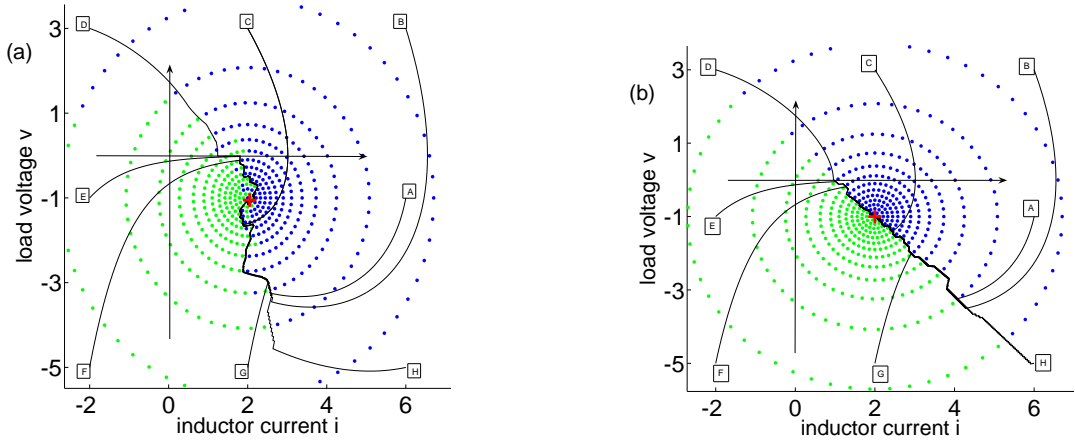 (a)
load voltage v
3
1
-1
-3
-5
-2
0
2
4
6
inductor current i
D
C
B
A
E
F
G
H
(b)
load voltage v
3
1
-1
-3
-5
-2
0
2
4
6
inductor current i
D
C
B
A
E
F
G
H